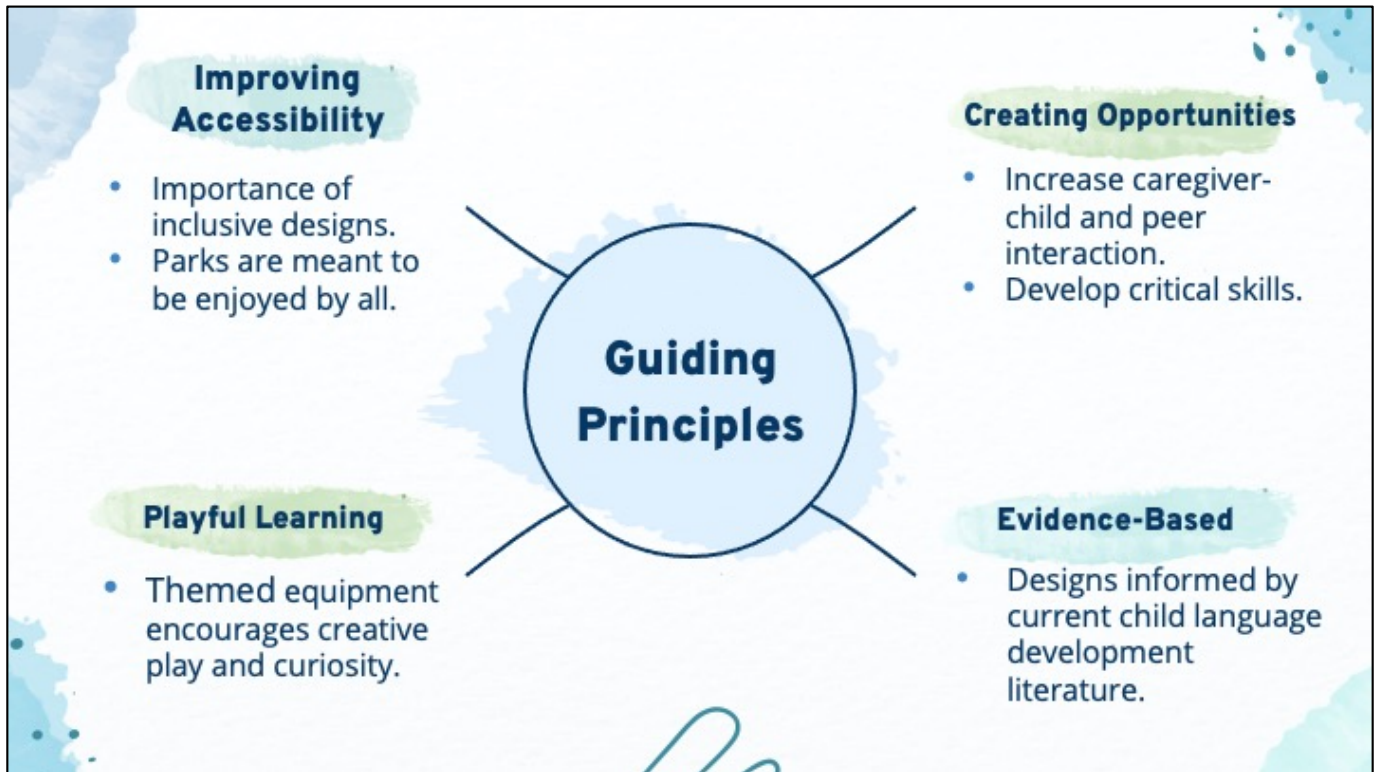 Improving
Accessibility
• Importance of
inclusive designs.
• Parks are meant to
be enjoyed by all.
Creating Opportunities
• Increase caregiver-
child and peer
interaction.
• Develop critical skills.
Guiding
Principles
Playful Learning
• Themed equipment
encourages creative
play and curiosity.
Evidence-Based
• Designs informed by
current child language
development
literature.